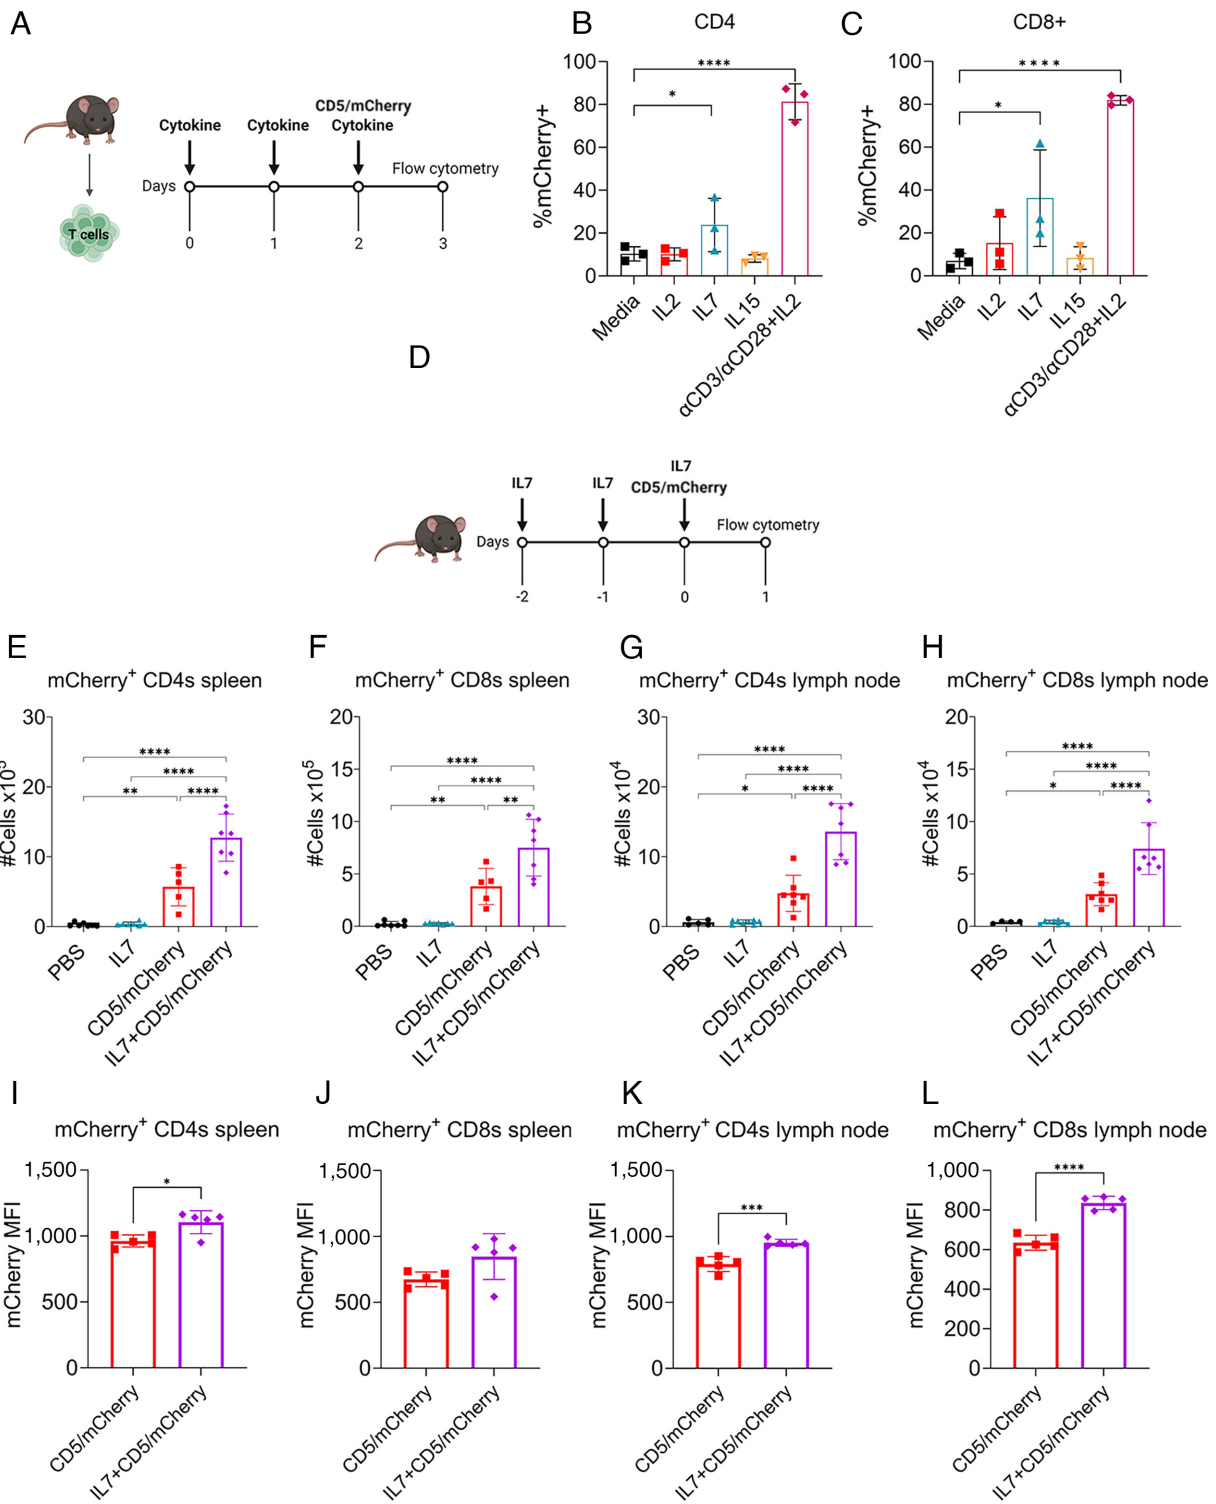 A
B
CD4
C
CD8+
CD5/mCherry
Cytokine
Cytokine
Cytokine
Flow cytometry
Days
0
1
2
3
T cells
%mCherry+
100
80
60
40
20
0
****
*
Media
IL2
IL7
IL15
αCD3/αCD28+IL2
%mCherry+
100
80
60
40
20
0
****
*
Media
IL2
IL7
IL15
αCD3/αCD28+IL2
D
IL7
IL7
IL7
CD5/mCherry
Flow cytometry
Days
-2
-1
0
1
E
mCherry+ CD4s spleen
#Cells x105
30
20
10
0
****
****
**
****
PBS
IL7
CD5/mCherry
IL7+CD5/mCherry
F
mCherry+ CD8s spleen
#Cells x105
20
15
10
5
0
****
****
**
**
PBS
IL7
CD5/mCherry
IL7+CD5/mCherry
G
mCherry+ CD4s lymph node
#Cells x104
30
20
10
0
****
****
*
****
PBS
IL7
CD5/mCherry
IL7+CD5/mCherry
H
mCherry+ CD8s lymph node
#Cells x104
20
15
10
5
0
****
****
*
****
PBS
IL7
CD5/mCherry
IL7+CD5/mCherry
I
mCherry+ CD4s spleen
mCherry MFI
1,500
1,000
500
0
*
CD5/mCherry
IL7+CD5/mCherry
J
mCherry+ CD8s spleen
mCherry MFI
1,500
1,000
500
0
CD5/mCherry
IL7+CD5/mCherry
K
mCherry+ CD4s lymph node
mCherry MFI
1,500
1,000
500
0
***
CD5/mCherry
IL7+CD5/mCherry
L
mCherry+ CD8s lymph node
mCherry MFI
1,000
800
600
400
200
0
****
CD5/mCherry
IL7+CD5/mCherry